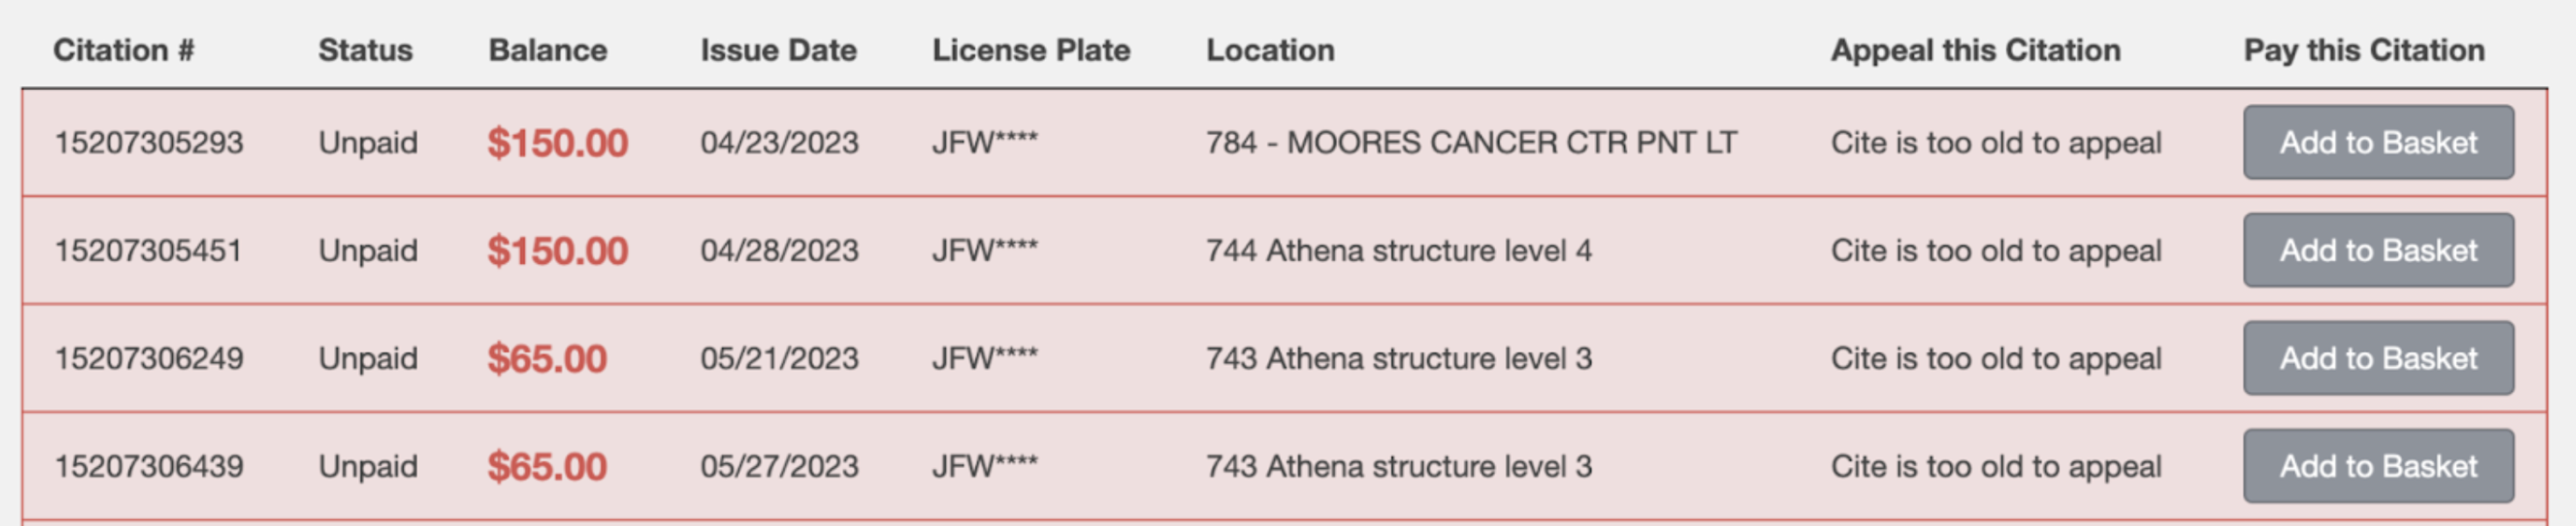 Citation # Status Balance Issue Date License Plate Location Appeal this Citation Pay this Citation
15207305293 Unpaid $150.00 04/23/2023 JFW**** 784 - MOORES CANCER CTR PNT LT Cite is too old to appeal Add to Basket
15207305451 Unpaid $150.00 04/28/2023 JFW**** 744 Athena structure level 4 Cite is too old to appeal Add to Basket
15207306249 Unpaid $65.00 05/21/2023 JFW**** 743 Athena structure level 3 Cite is too old to appeal Add to Basket
15207306439 Unpaid $65.00 05/27/2023 JFW**** 743 Athena structure level 3 Cite is too old to appeal Add to Basket